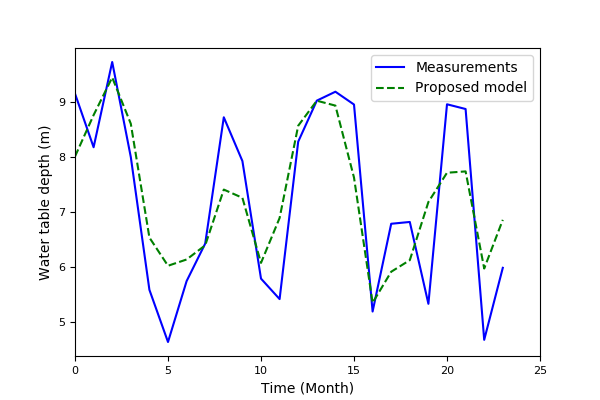 Measurements
Proposed model
Water table depth (m)
9
8
7
6
5
0 5 10 15 20 25
Time (Month)